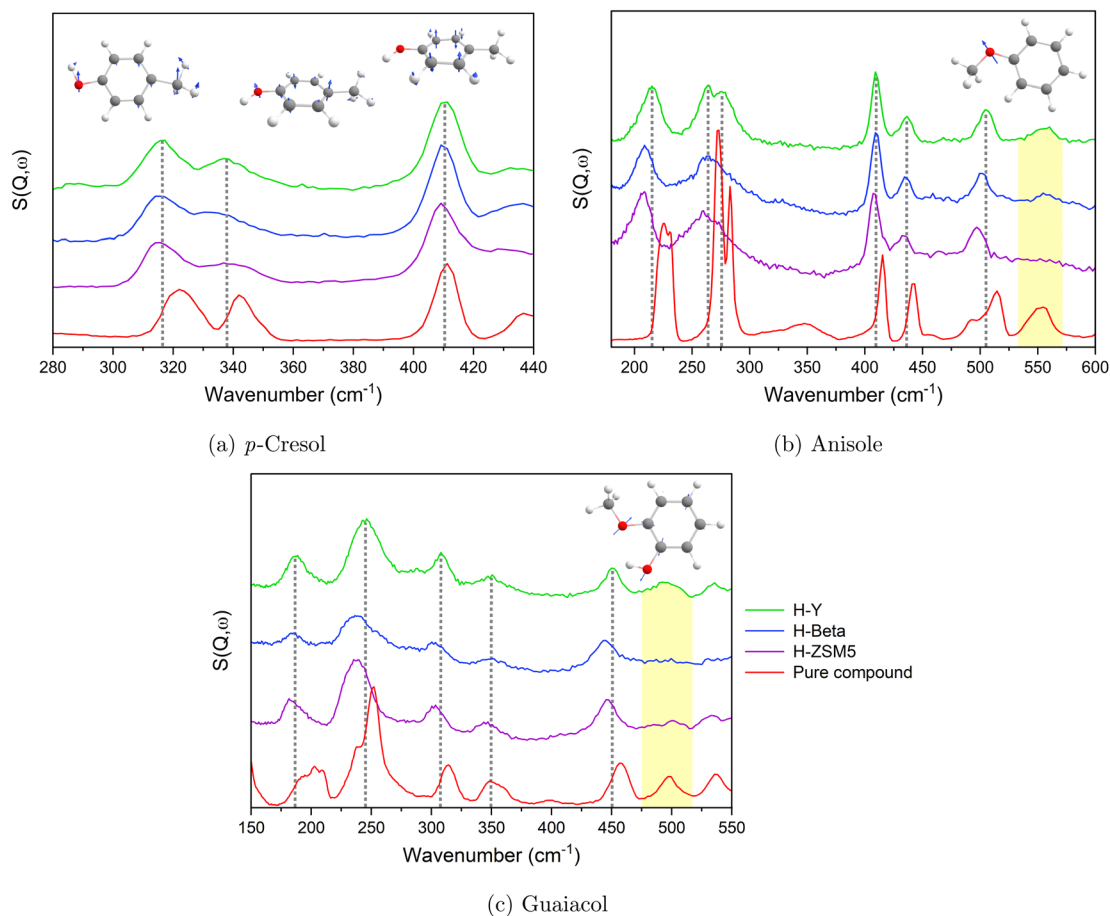 S(Q,ω)
280 300 320 340 360 380 400 420 440
Wavenumber (cm⁻¹)
(a) p-Cresol
S(Q,ω)
200 250 300 350 400 450 500 550 600
Wavenumber (cm⁻¹)
(b) Anisole
S(Q,ω)
150 200 250 300 350 400 450 500 550
Wavenumber (cm⁻¹)
H-Y
H-Beta
H-ZSM5
Pure compound
(c) Guaiacol